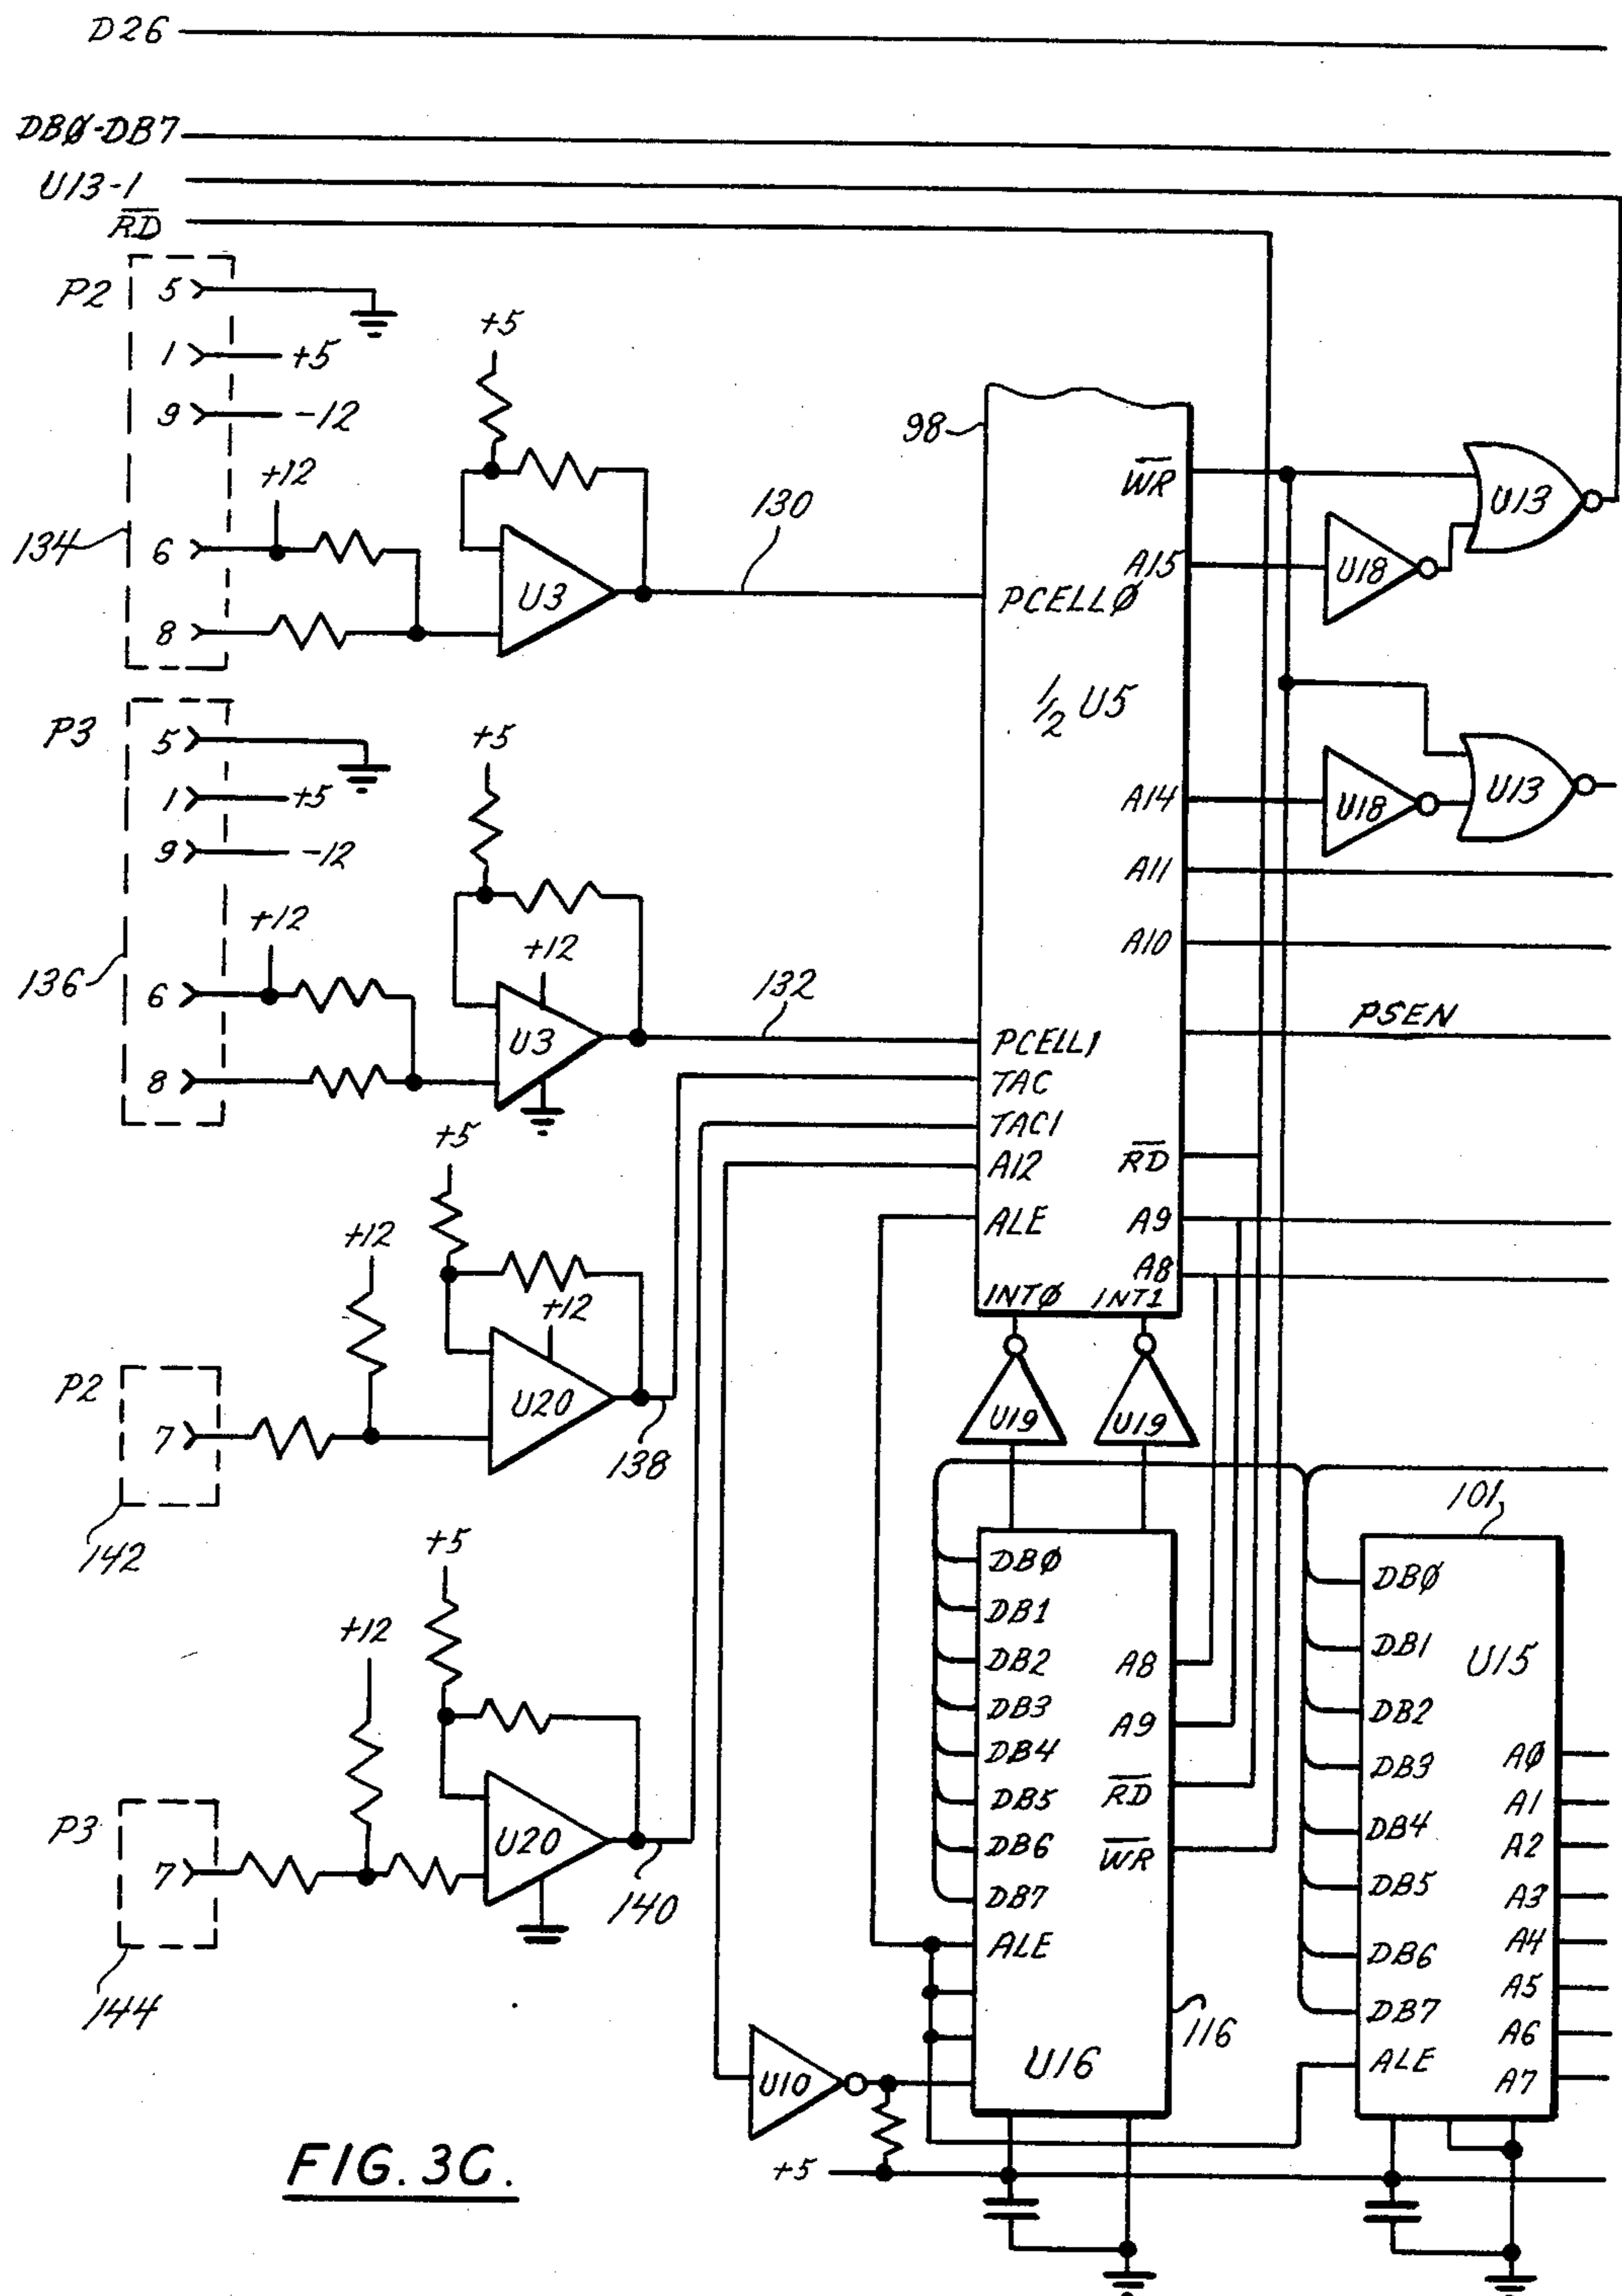 D26
DBØ-DB7
U13-1
R̅D̅
P2
5
1
+5
9
-12
+12
134
6
8
+5
U3
130
98
W̅R̅
A15
PCELLØ
½ U5
U18
U13
P3
5
1
+5
9
-12
+12
136
6
8
+5
+12
U3
132
A14
U18
U13
A11
A10
PSEN
PCELL1
TAC
TAC1
A12
ALE
R̅D̅
A9
A8
INTØ
INT1
U19
U19
+5
+12
+12
P2
7
142
U20
138
+5
+12
P3
7
144
U20
140
DBØ
DB1
DB2
DB3
DB4
DB5
DB6
DB7
ALE
A8
A9
R̅D̅
W̅R̅
U16
116
101
DBØ
DB1
DB2
DB3
DB4
DB5
DB6
DB7
ALE
U15
AØ
A1
A2
A3
A4
A5
A6
A7
U10
+5
FIG. 3C.